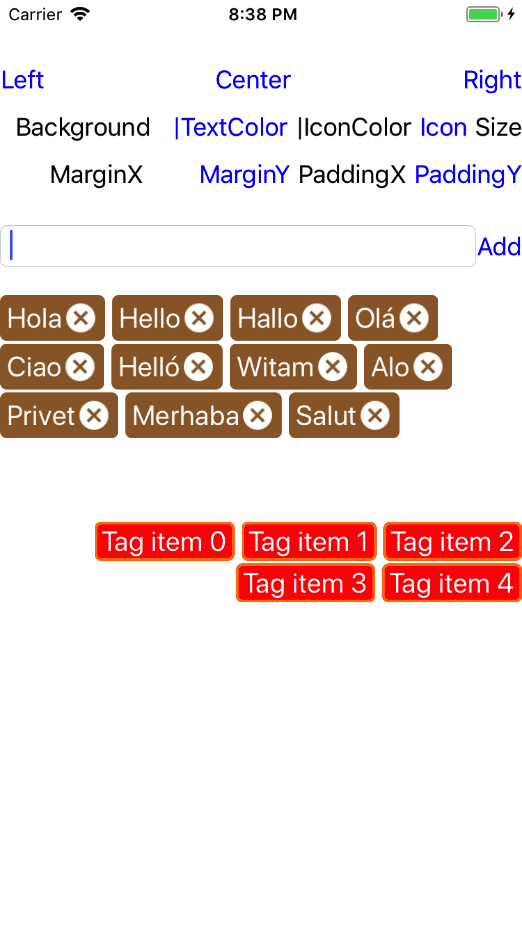 Carrier 8:38 PM
Left Center Right
Background |TextColor |IconColor Icon Size
MarginX MarginY PaddingX PaddingY
Add
Hola Hello Hallo Olá
Ciao Helló Witam Alo
Privet Merhaba Salut
Tag item 0 Tag item 1 Tag item 2
Tag item 3 Tag item 4